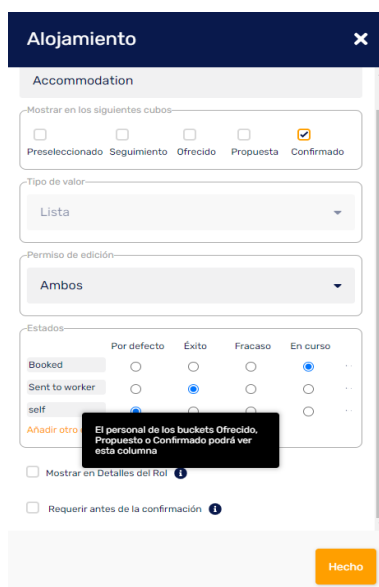 Alojamiento
Accommodation
Mostrar en los siguientes cubos
Preseleccionado Seguimiento Ofrecido Propuesta Confirmado
Tipo de valor
Lista
Permiso de edición
Ambos
Estados
Por defecto Éxito Fracaso En curso
Booked
Sent to worker
self
Añadir otro
El personal de los buckets Ofrecido,
Propuesto o Confirmado podrá ver
esta columna
Mostrar en Detalles del Rol
Requerir antes de la confirmación
Hecho